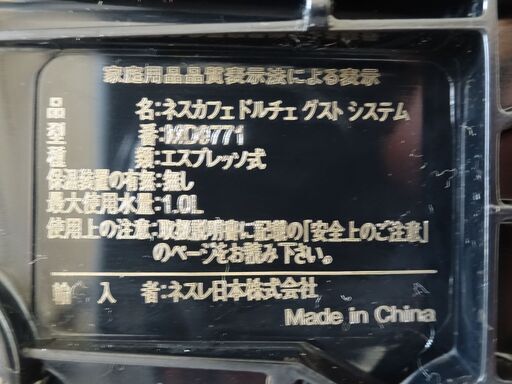 家庭用品品質表示法による表示
品名:ネスカフェ ドルチェ グスト システム
型番:MD9771
種類:エスプレッソ式
保温装置の有無:無し
最大使用水量:1.0L
使用上の注意:取扱説明書に記載の「安全上のご注意」
のページをお読み下さい。
輸入者:ネスレ日本株式会社
Made in China